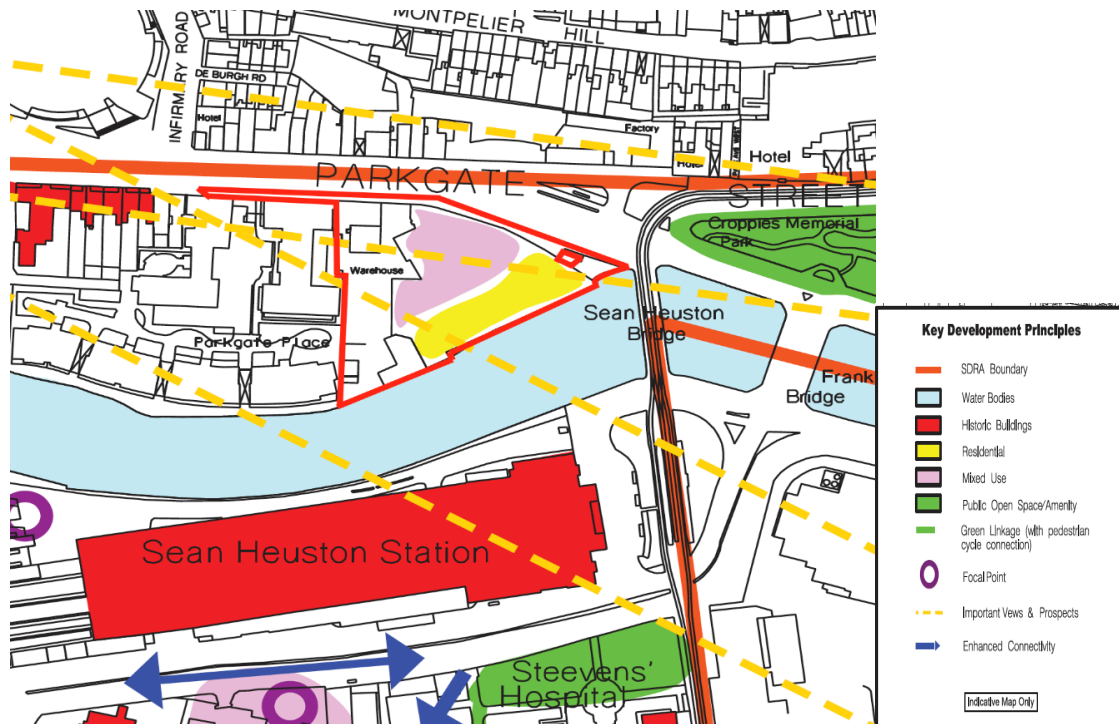 MONTPELIER HILL
INFIRMARY ROAD
DE BURGH RD
Hotel
Factory
Hotel
Hotel
PARKGATE STREET
Croppies Memorial
Park
Warehouse
Sean Heuston
Bridge
Parkgate Place
Frank
Bridge
Sean Heuston Station
Steevens'
Hospital
Key Development Principles
SDRA Boundary
Water Bodies
Historic Buildings
Residential
Mixed Use
Public Open Space/Amenity
Green Linkage (with pedestrian
cycle connection)
Focal Point
Important Vews & Prospects
Enhanced Connectivity
Indicative Map Only